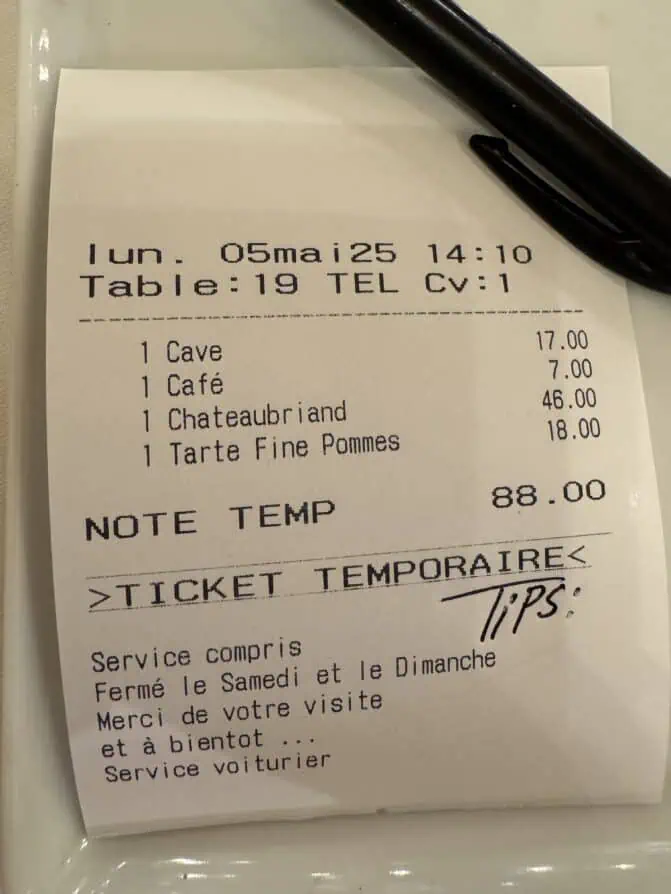 lun. 05mai25 14:10
Table:19 TEL Cv:1
1 Cave 17.00
1 Café 7.00
1 Chateaubriand 46.00
1 Tarte Fine Pommes 18.00
NOTE TEMP 88.00
>TICKET TEMPORAIRE<
TiPS:
Service compris
Fermé le Samedi et le Dimanche
Merci de votre visite
et à bientot ...
Service voiturier